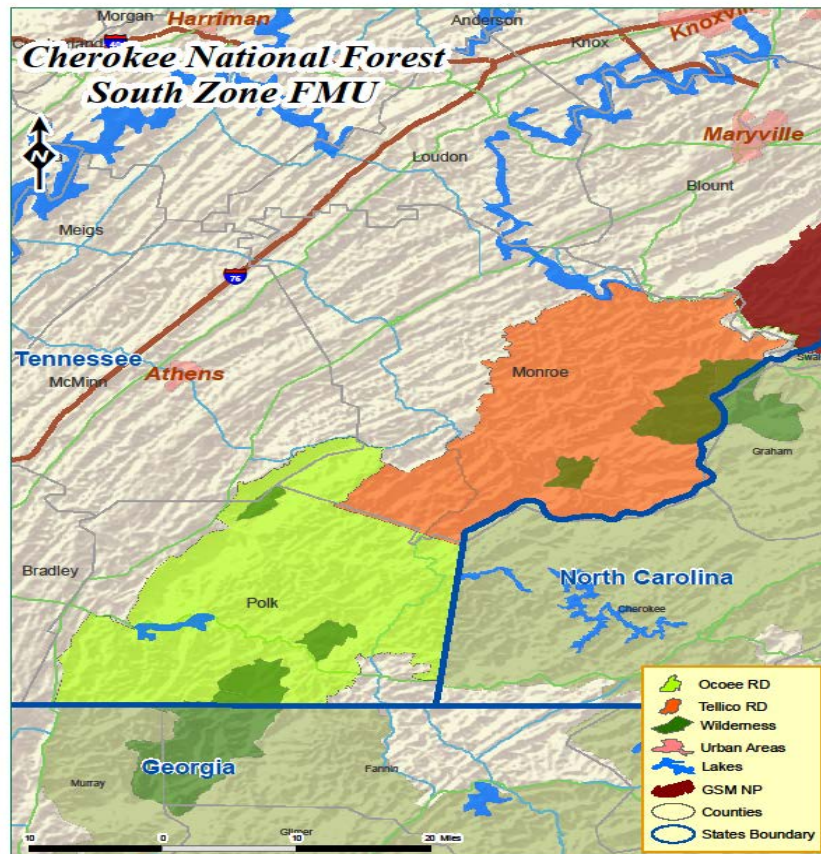 Morgan
Harriman
Anderson
Knoxville
Knox
40
Cherokee National Forest
South Zone FMU
N
Maryville
Loudon
Blount
Meigs
75
Tennessee
McMinn
Athens
Monroe
Graham
Bradley
North Carolina
Polk
Cherokee
Ocoee RD
Tellico RD
Wilderness
Urban Areas
Lakes
GSM NP
Counties
States Boundary
Georgia
Murray
Fannin
Gilmer
10 0 10 20 Miles